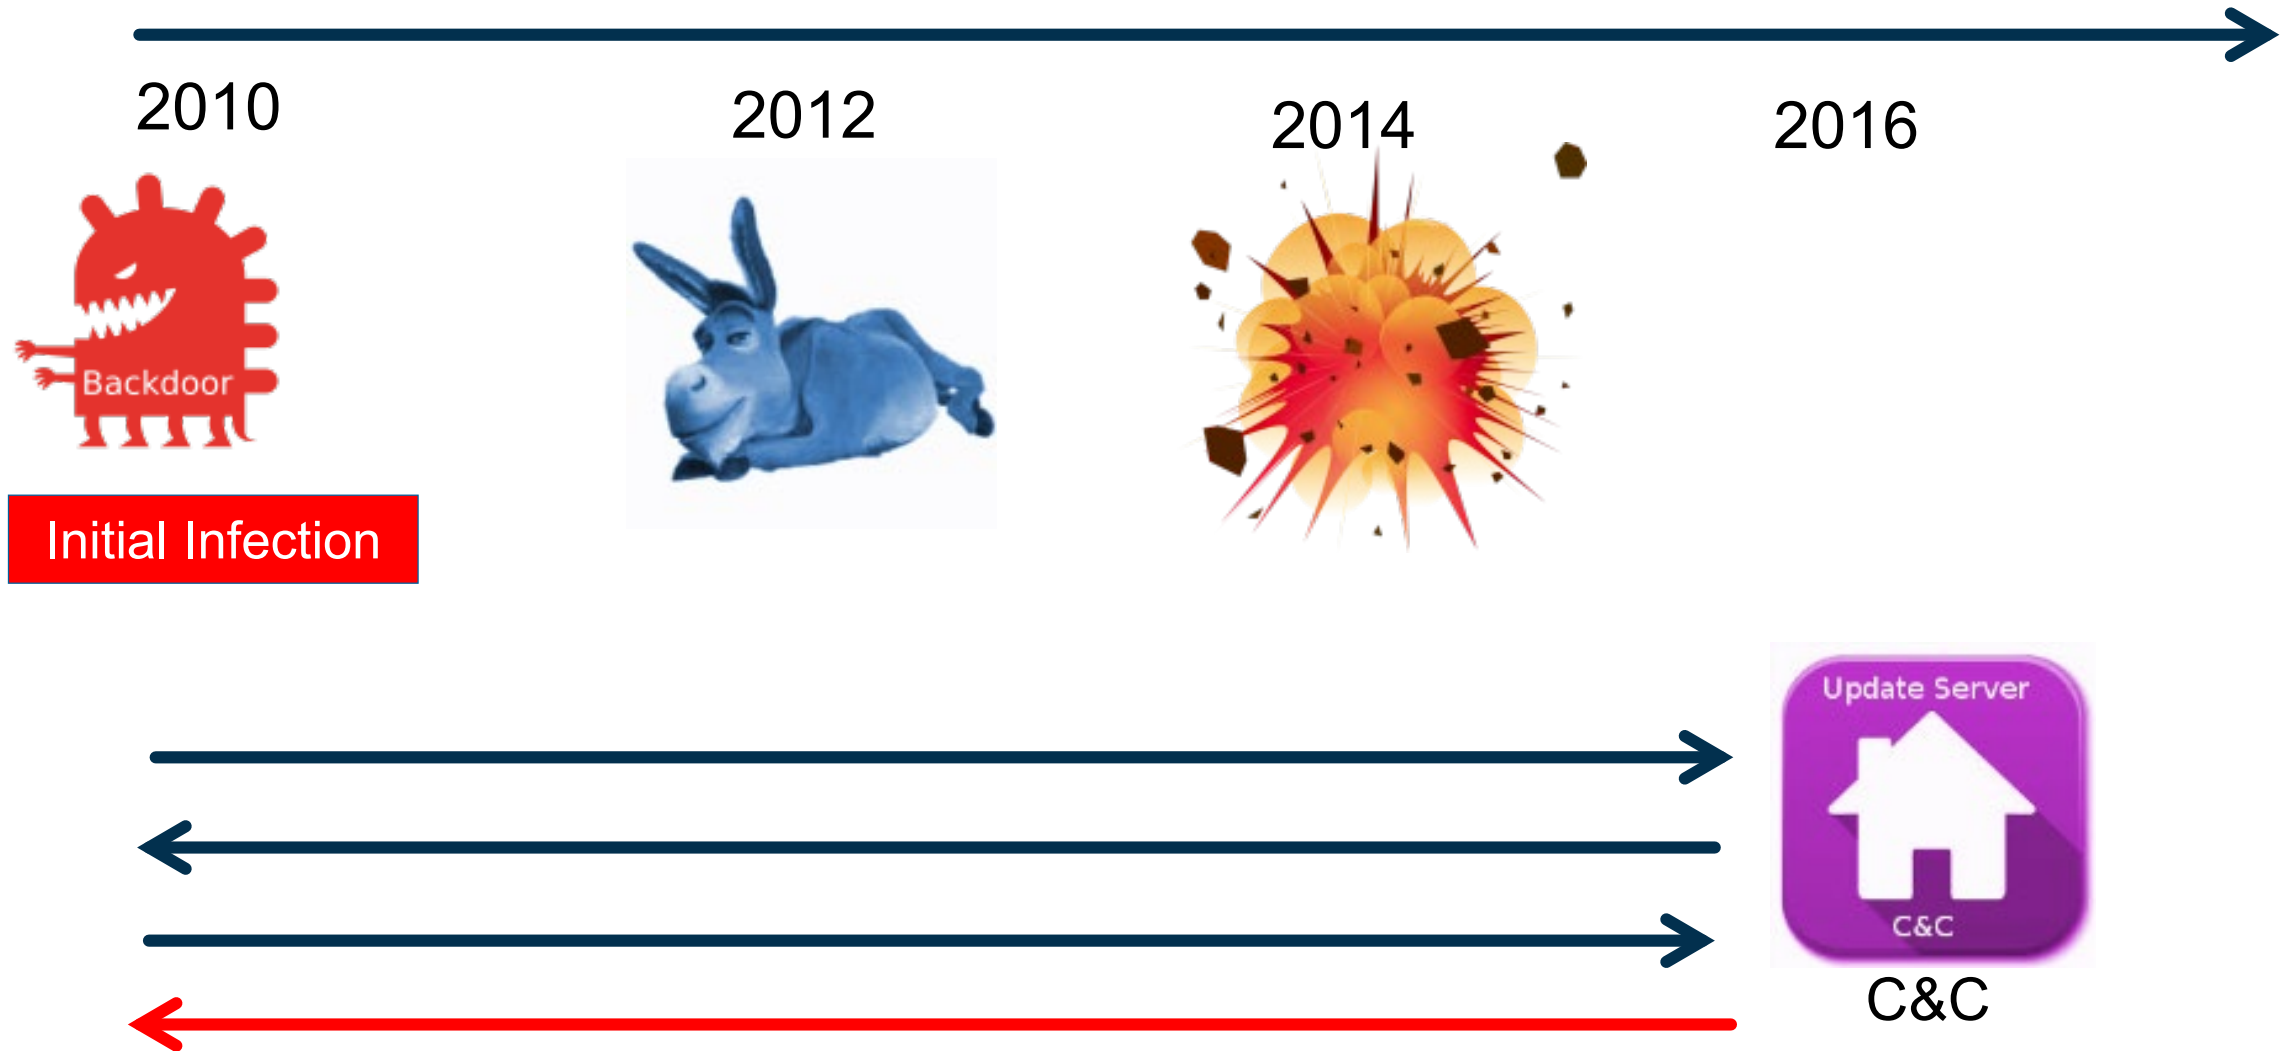 2010
2012
2014
2016
Backdoor
Initial Infection
Update Server
C&C
C&C